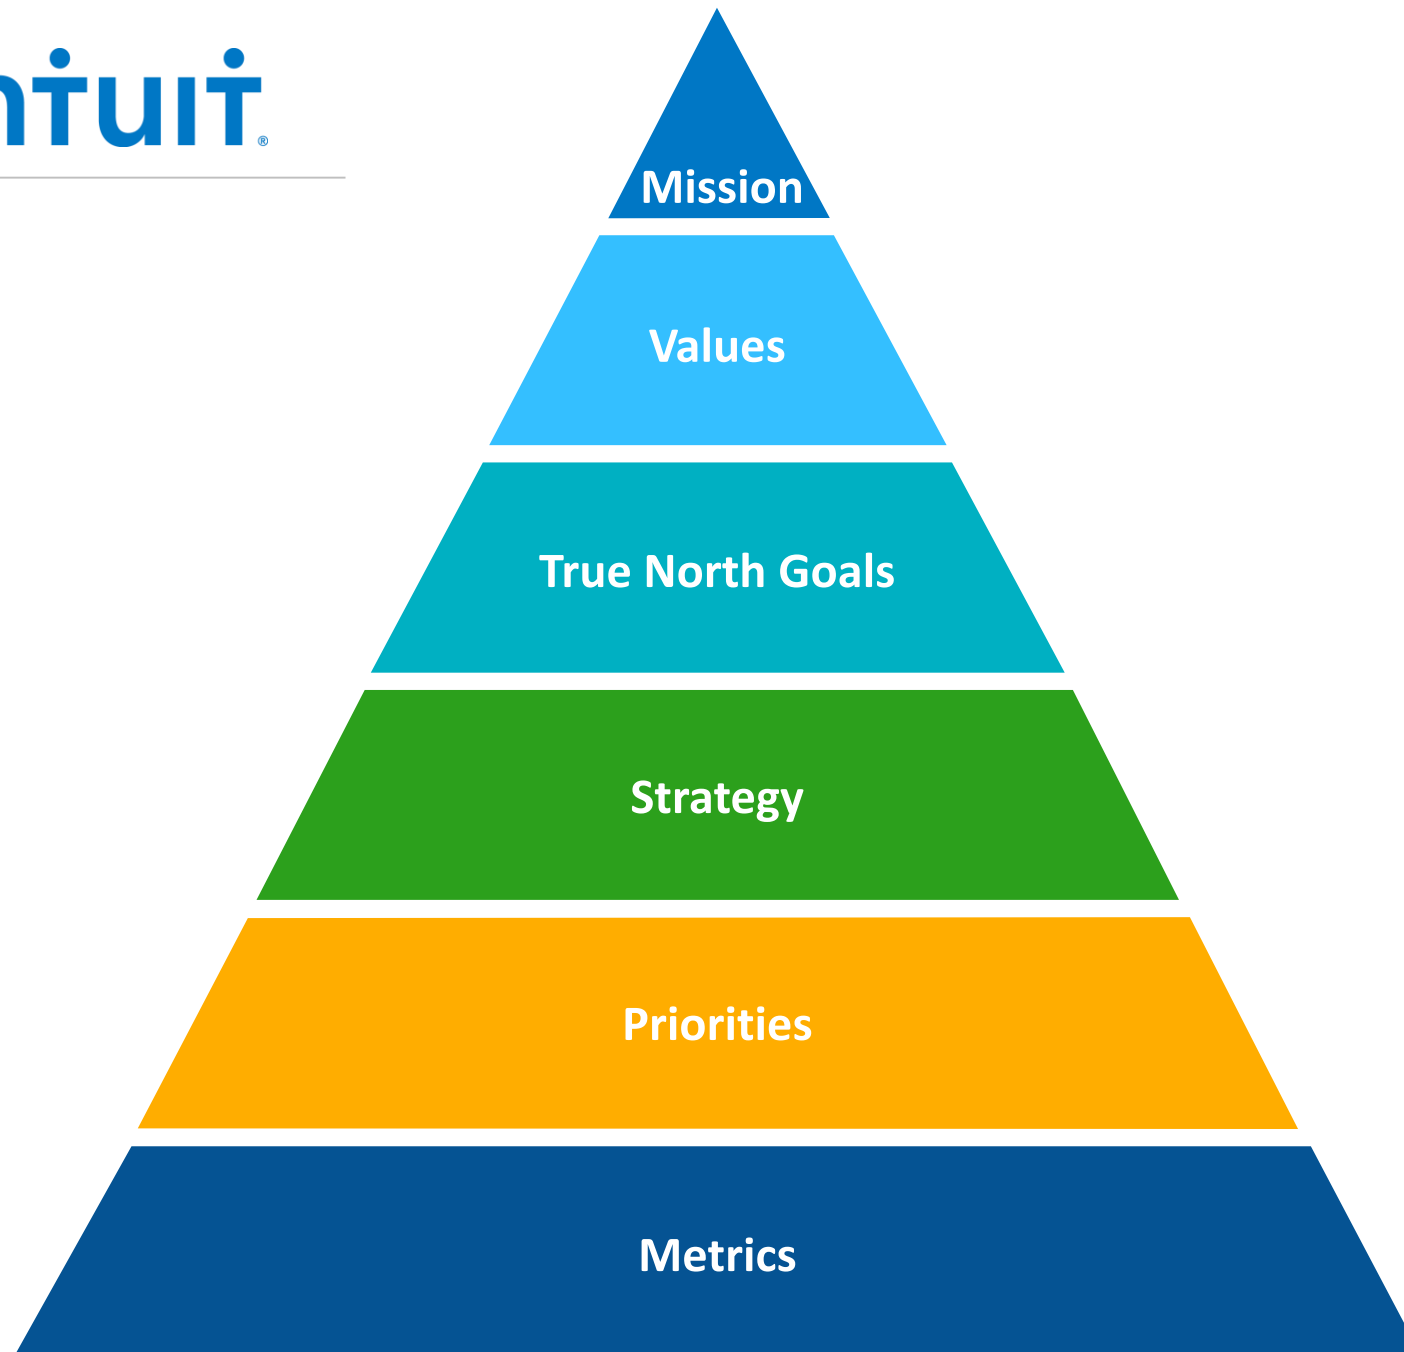 ntuit®
Mission
Values
True North Goals
Strategy
Priorities
Metrics